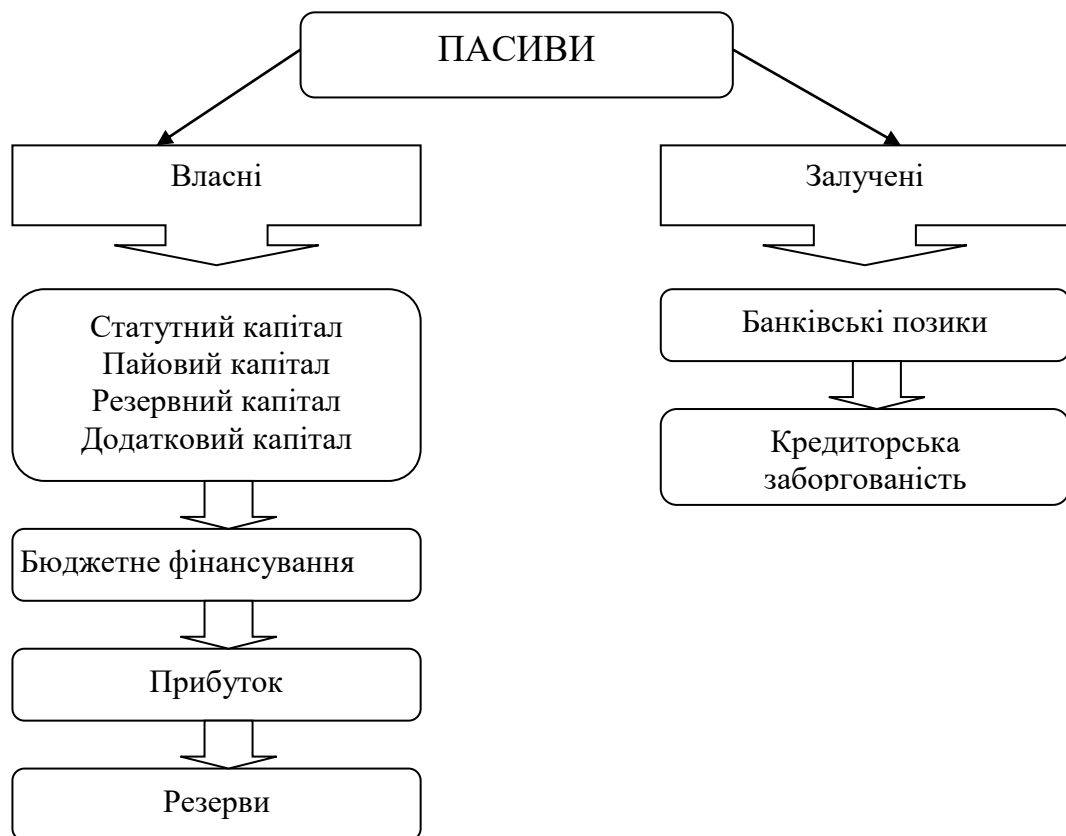 ПАСИВИ
Власні
Залучені
Статутний капітал
Пайовий капітал
Резервний капітал
Додатковий капітал
Банківські позики
Кредиторська
заборгованість
Бюджетне фінансування
Прибуток
Резерви